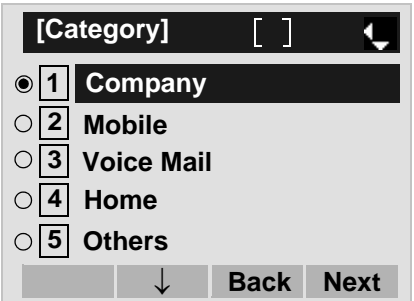 [Category] [ ]
1 Company
2 Mobile
3 Voice Mail
4 Home
5 Others
↓ Back Next